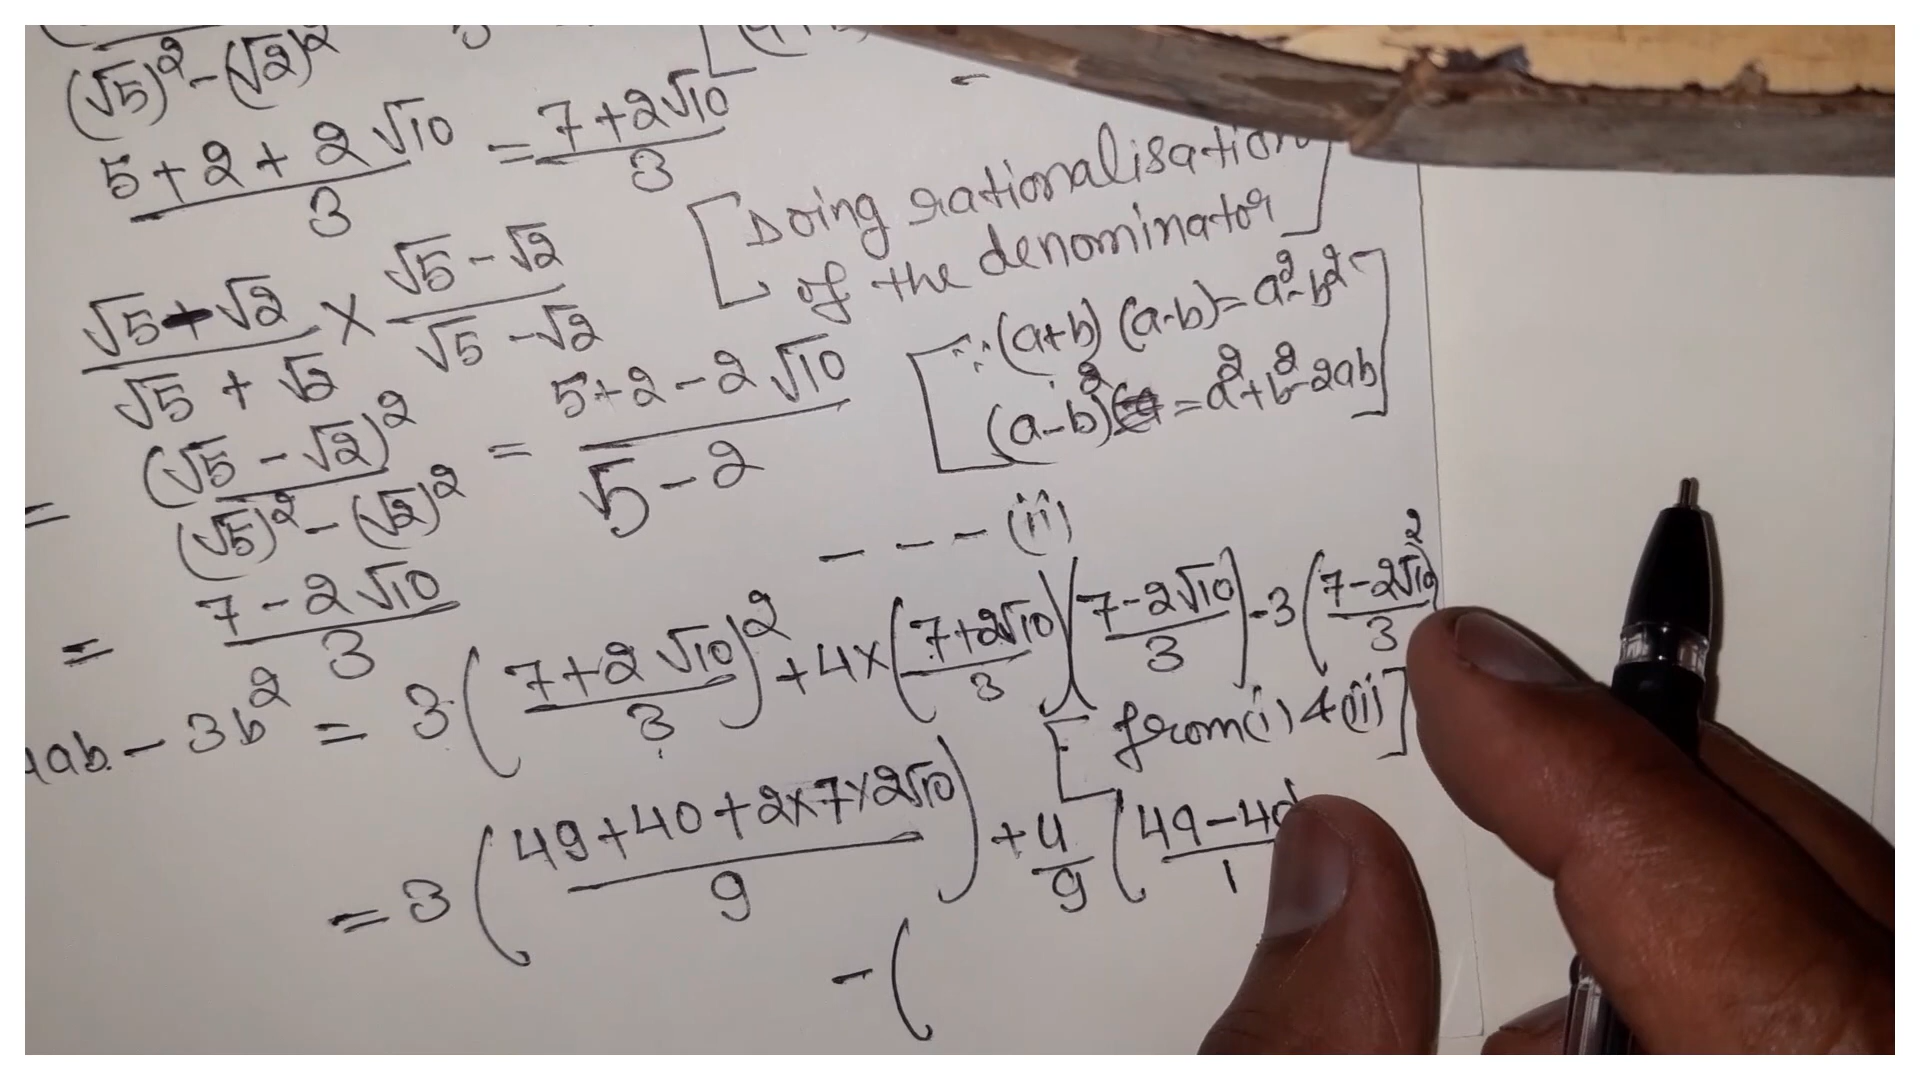 (√5)² - (√2)²
5+2+2√10 / 3 = 7+2√10 / 3
[Doing rationalisation of the denominator]
√5+√2 / √5+√2 × √5-√2 / √5-√2
[∵ (a+b) (a-b) = a²-b²
(a-b)² = a²+b²-2ab]
= (√5-√2)² / (√5)²-(√2)² = 5+2-2√10 / √5-2
= 7-2√10 / 3 - - - (ii)
ab - 3b² = 3(7+2√10 / 3)² + 4×(7+2√10 / 3)(7-2√10 / 3) - 3(7-2√10 / 3)²
[from (i) & (ii)]
= 3(49+40+2×7×2√10 / 9) + 4/9 (49-40 / 1
- (